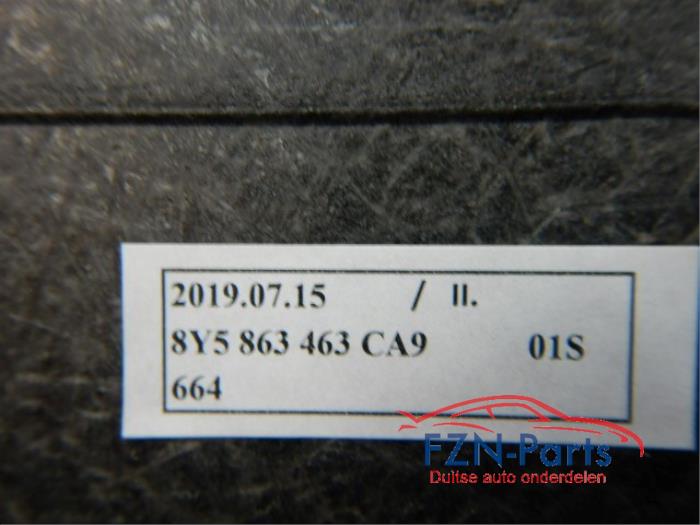 2019.07.15 / II.
8Y5 863 463 CA9 01S
664
FZN-Parts
Duitse auto onderdelen